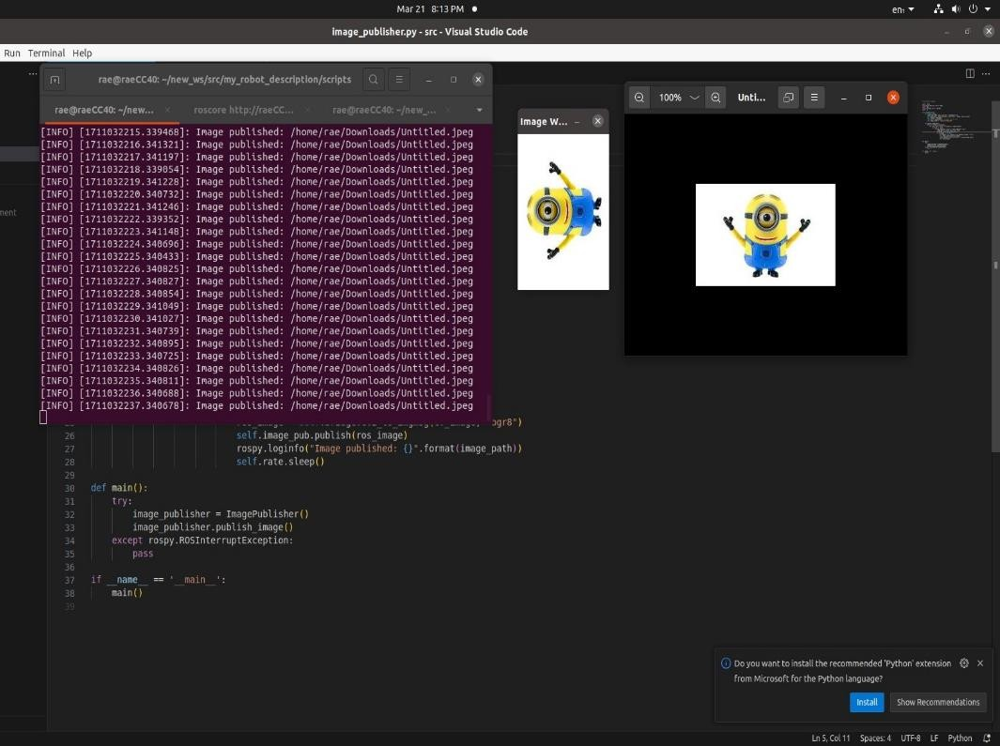 Mar 21 8:13 PM
en₁
image_publisher.py - src - Visual Studio Code
Run Terminal Help
rae@raeCC40: ~/new_ws/src/my_robot_description/scripts
rae@raeCC40: ~/new...
roscore http://raeCC...
rae@raeCC40: ~/new_...
[INFO] [1711032215.339468]: Image published: /home/rae/Downloads/Untitled.jpeg
[INFO] [1711032216.341321]: Image published: /home/rae/Downloads/Untitled.jpeg
[INFO] [1711032217.341197]: Image published: /home/rae/Downloads/Untitled.jpeg
[INFO] [1711032218.339054]: Image published: /home/rae/Downloads/Untitled.jpeg
[INFO] [1711032219.341228]: Image published: /home/rae/Downloads/Untitled.jpeg
[INFO] [1711032220.340732]: Image published: /home/rae/Downloads/Untitled.jpeg
[INFO] [1711032221.341246]: Image published: /home/rae/Downloads/Untitled.jpeg
[INFO] [1711032222.339352]: Image published: /home/rae/Downloads/Untitled.jpeg
[INFO] [1711032223.341148]: Image published: /home/rae/Downloads/Untitled.jpeg
[INFO] [1711032224.340696]: Image published: /home/rae/Downloads/Untitled.jpeg
[INFO] [1711032225.340433]: Image published: /home/rae/Downloads/Untitled.jpeg
[INFO] [1711032226.340825]: Image published: /home/rae/Downloads/Untitled.jpeg
[INFO] [1711032227.340827]: Image published: /home/rae/Downloads/Untitled.jpeg
[INFO] [1711032228.340854]: Image published: /home/rae/Downloads/Untitled.jpeg
[INFO] [1711032229.341049]: Image published: /home/rae/Downloads/Untitled.jpeg
[INFO] [1711032230.341027]: Image published: /home/rae/Downloads/Untitled.jpeg
[INFO] [1711032231.340739]: Image published: /home/rae/Downloads/Untitled.jpeg
[INFO] [1711032232.340895]: Image published: /home/rae/Downloads/Untitled.jpeg
[INFO] [1711032233.340725]: Image published: /home/rae/Downloads/Untitled.jpeg
[INFO] [1711032234.340826]: Image published: /home/rae/Downloads/Untitled.jpeg
[INFO] [1711032235.340811]: Image published: /home/rae/Downloads/Untitled.jpeg
[INFO] [1711032236.340688]: Image published: /home/rae/Downloads/Untitled.jpeg
[INFO] [1711032237.340678]: Image published: /home/rae/Downloads/Untitled.jpeg
Image W...
100%
Unti...
ment
26 self.image_pub.publish(ros_image)
27 rospy.loginfo("Image published: {}".format(image_path))
28 self.rate.sleep()
29
30 def main():
31 try:
32 image_publisher = ImagePublisher()
33 image_publisher.publish_image()
34 except rospy.ROSInterruptException:
35 pass
36
37 if __name__ == '__main__':
38 main()
39
Do you want to install the recommended 'Python' extension
from Microsoft for the Python language?
Install
Show Recommendations
Ln 5, Col 11 Spaces: 4 UTF-8 LF Python